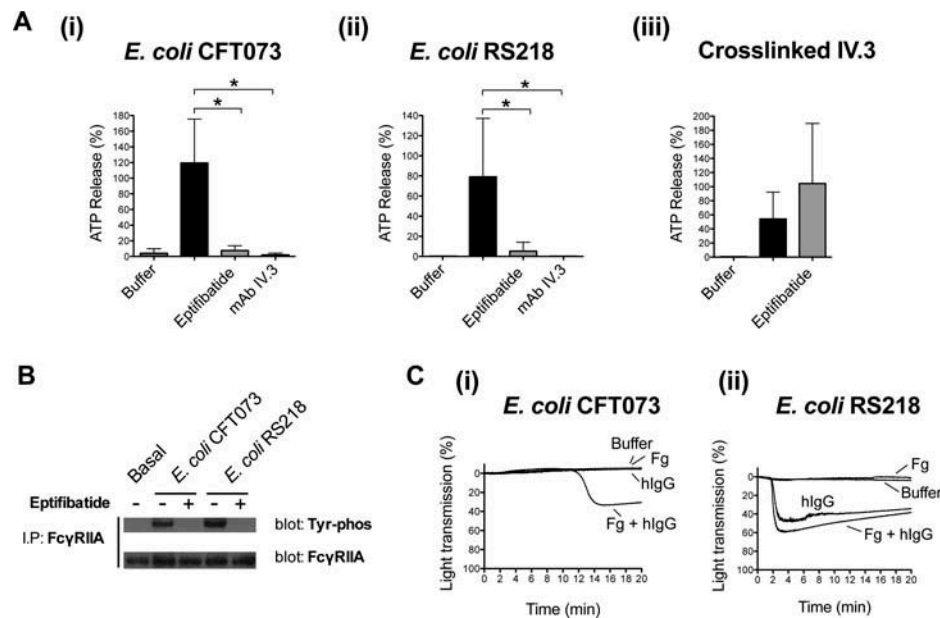 A (i) (ii) (iii)
E. coli CFT073 E. coli RS218 Crosslinked IV.3
* * * *
ATP Release (%)
180
160
140
120
100
80
60
40
20
0
Buffer Eptifibatide mAb IV.3
ATP Release (%)
140
120
100
80
60
40
20
0
Buffer Eptifibatide mAb IV.3
ATP Release (%)
200
180
160
140
120
100
80
60
40
20
0
Buffer Eptifibatide
B
Basal E. coli CFT073 E. coli RS218
Eptifibatide - - + - +
I.P: FcγRIIA
blot: Tyr-phos
blot: FcγRIIA
C (i) (ii)
E. coli CFT073 E. coli RS218
Light transmission (%)
0
20
40
60
80
100
Buffer
Fg
hIgG
Fg + hIgG
0 2 4 6 8 10 12 14 16 18 20
Time (min)
Light transmission (%)
0
20
40
60
80
100
Fg
Buffer
hIgG
Fg + hIgG
0 2 4 6 8 10 12 14 16 18 20
Time (min)